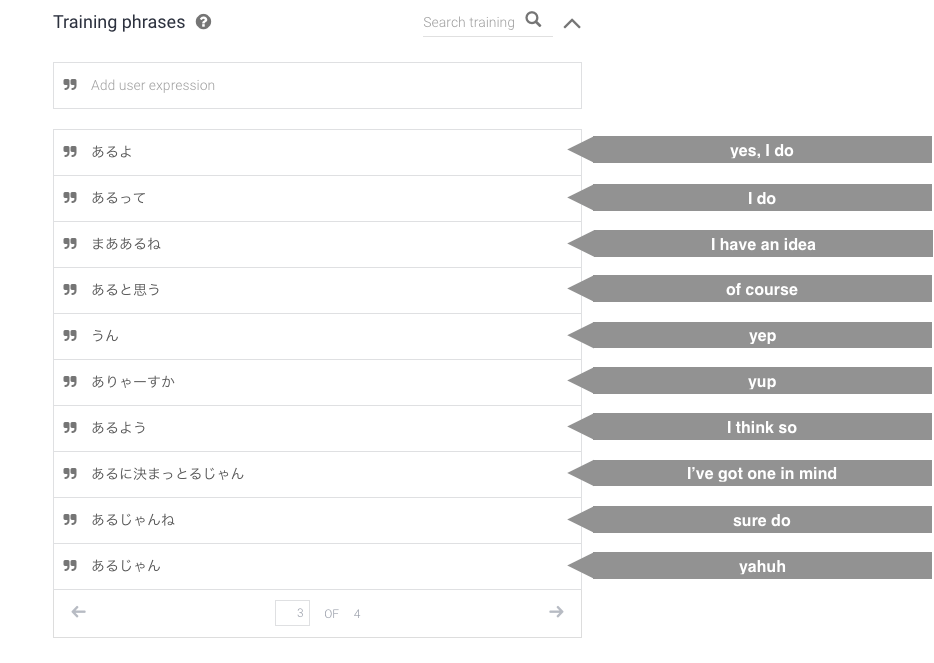 Training phrases
Search training
Add user expression
あるよ
yes, I do
あるって
I do
まああるね
I have an idea
あると思う
of course
うん
yep
ありゃーすか
yup
あるよう
I think so
あるに決まっとるじゃん
I've got one in mind
あるじゃんね
sure do
あるじゃん
yahuh
3 OF 4